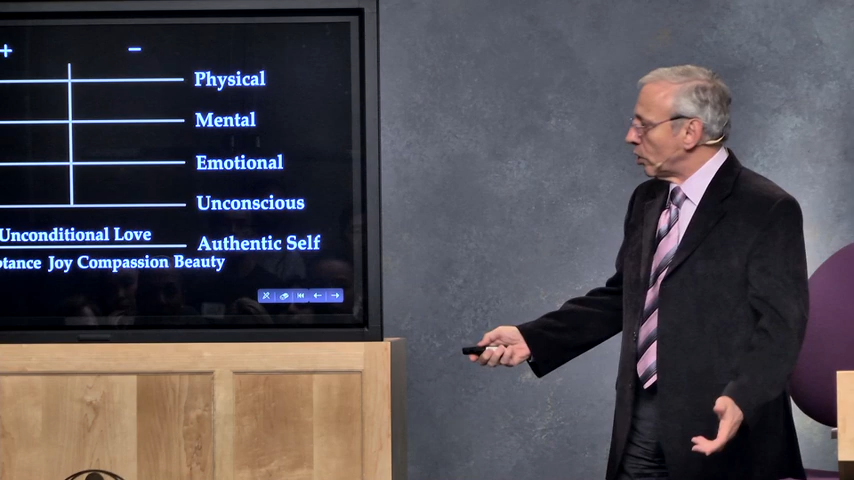 + −
Physical
Mental
Emotional
Unconscious
Unconditional Love
Authentic Self
Joy Compassion Beauty